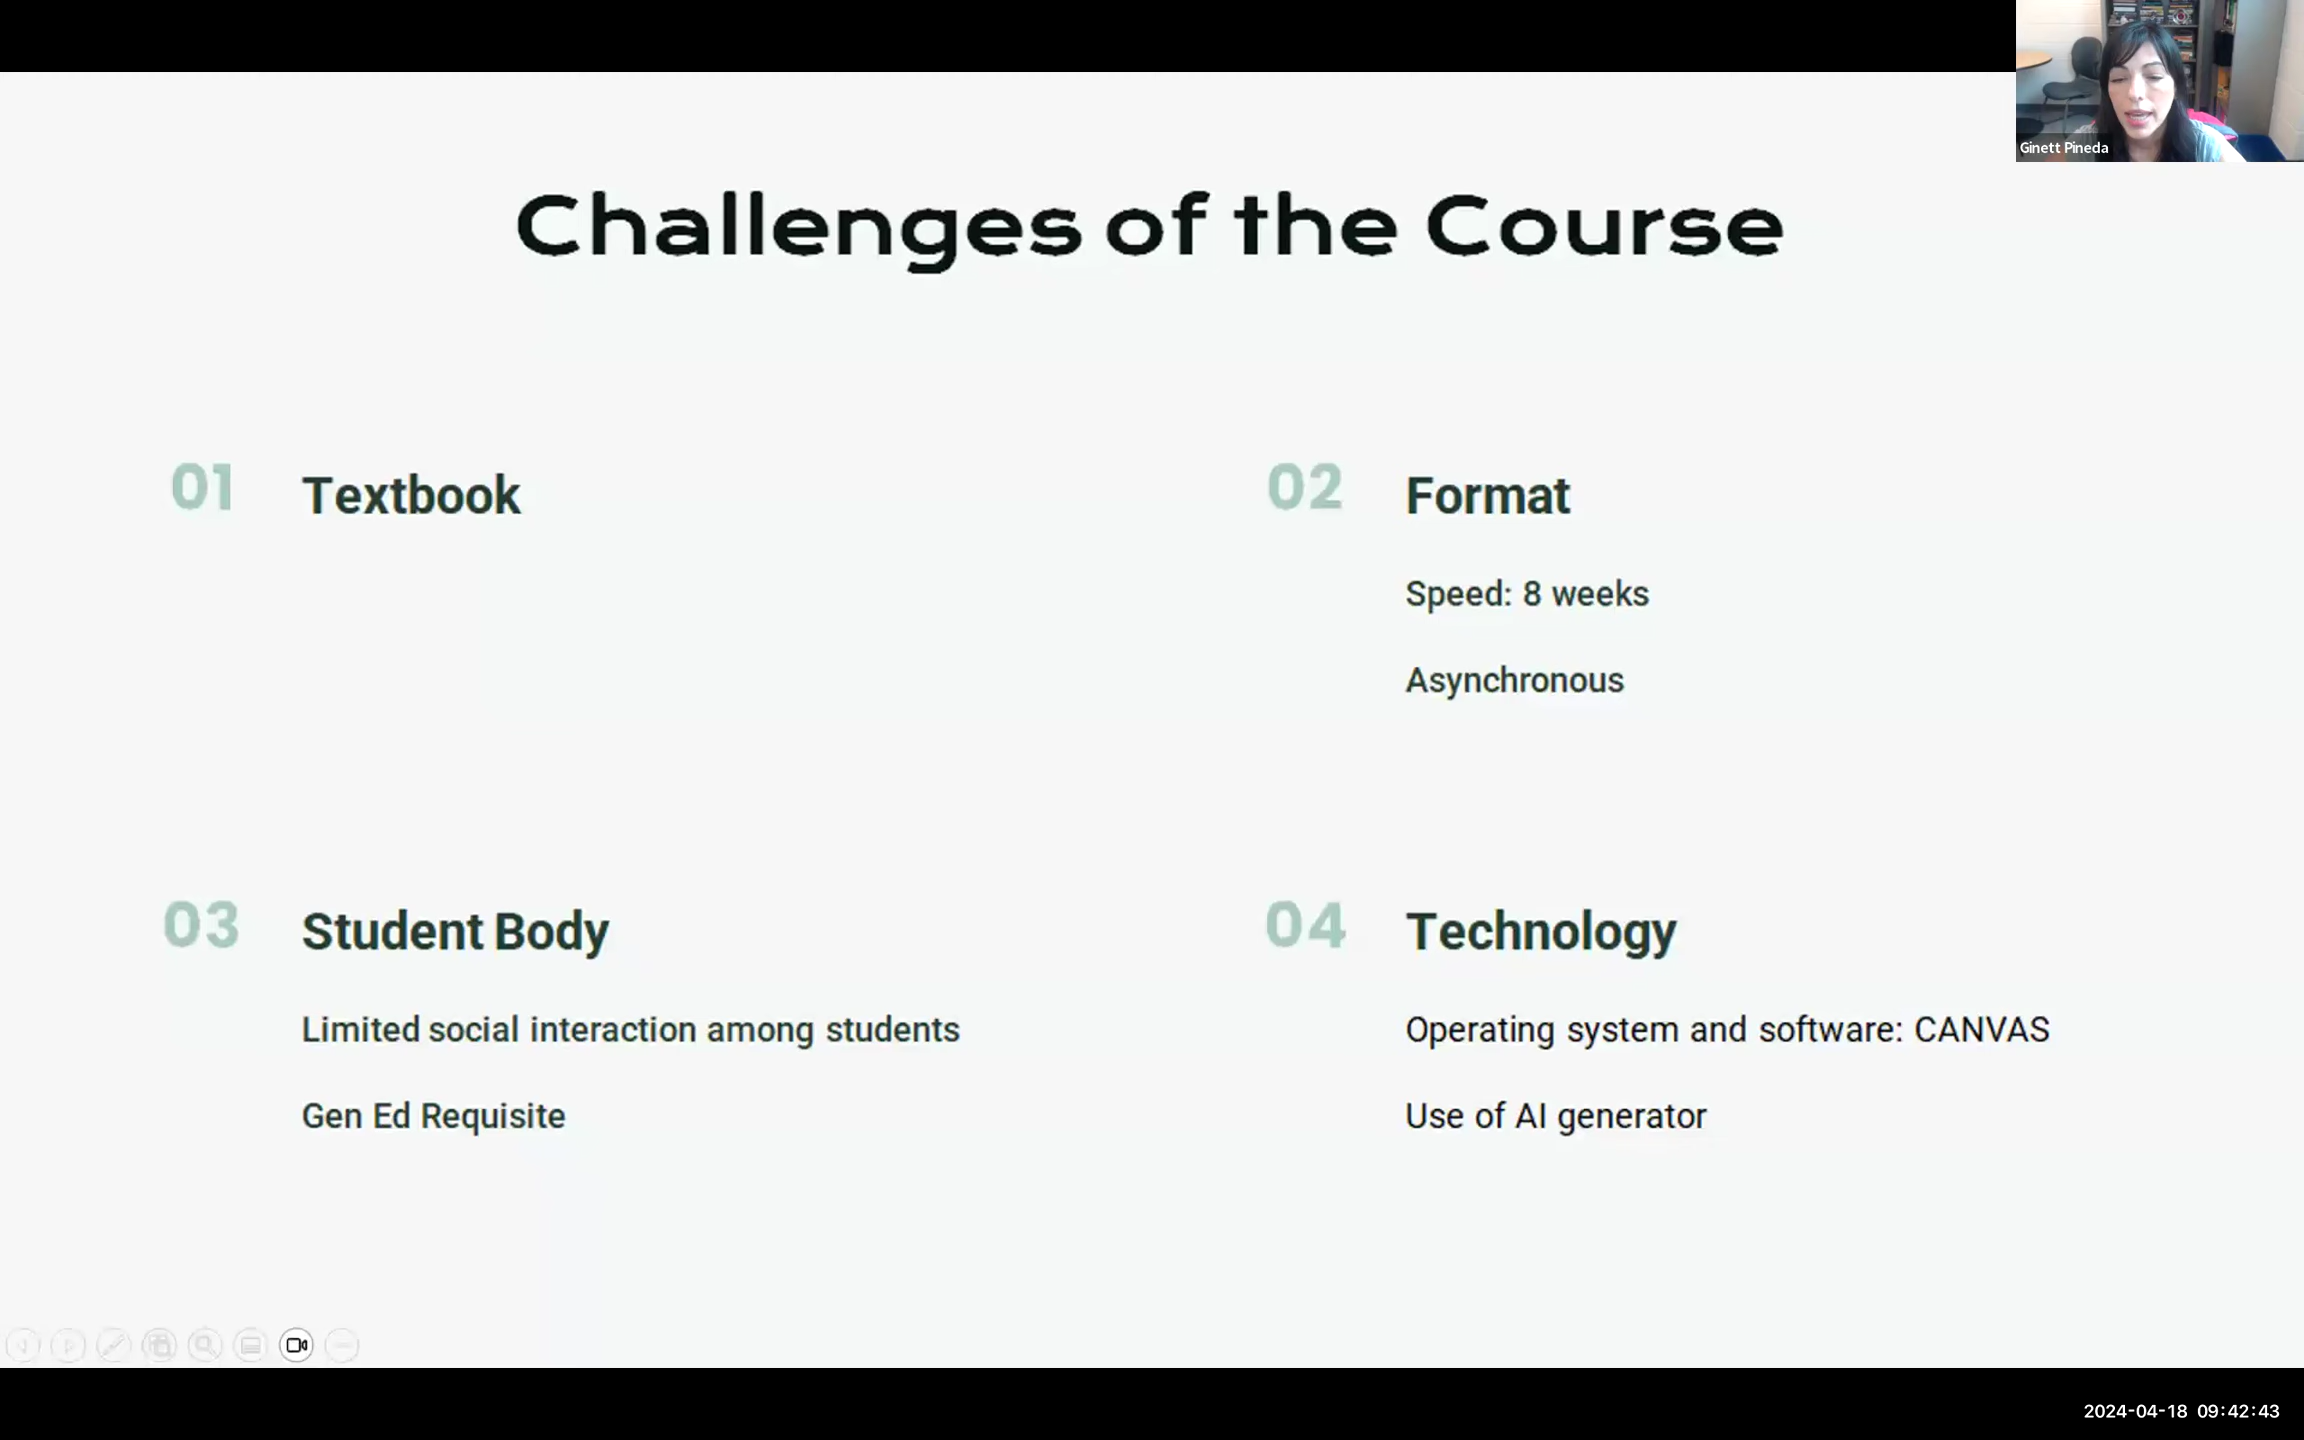 Ginett Pineda
Challenges of the Course
01 Textbook
02 Format
Speed: 8 weeks
Asynchronous
03 Student Body
Limited social interaction among students
Gen Ed Requisite
04 Technology
Operating system and software: CANVAS
Use of AI generator
2024-04-18 09:42:43